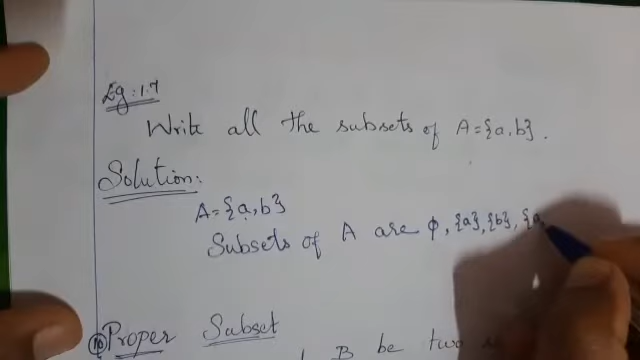 Eg: 1.7
Write all the subsets of A={a,b}.
Solution:
A={a,b}
Subsets of A are ϕ, {a}, {b}, {a,
Proper Subset
B be two